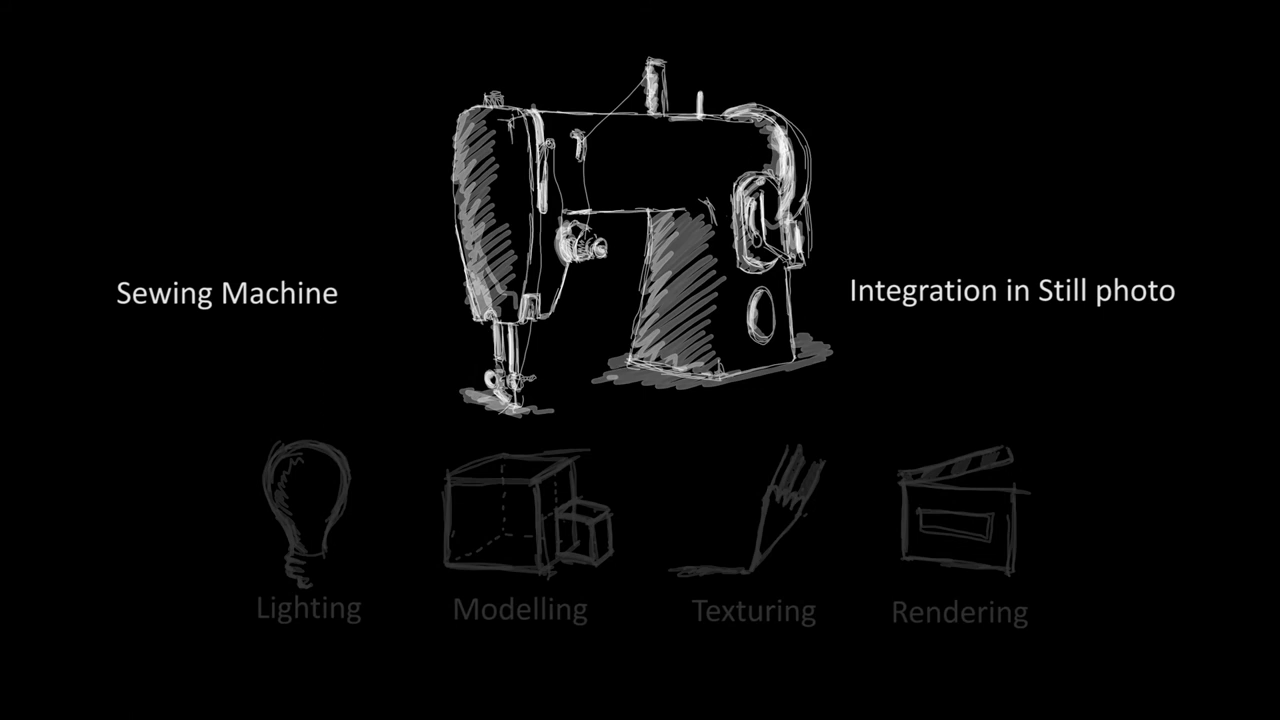 Sewing Machine
Integration in Still photo
Lighting
Modelling
Texturing
Rendering